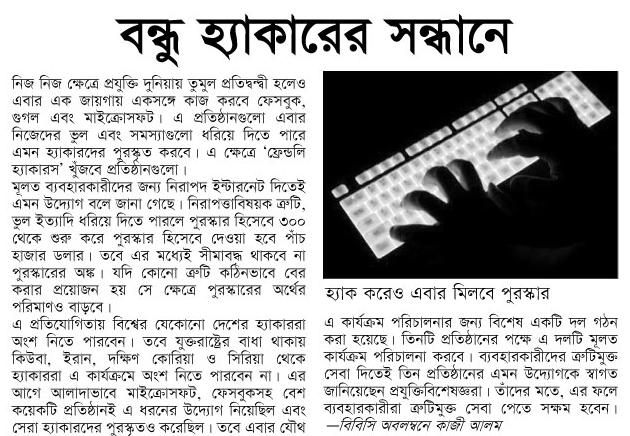 বন্ধু হ্যাকারের সন্ধানে
নিজ নিজ ক্ষেত্রে প্রযুক্তি দুনিয়ায় তুমুল প্রতিদ্বন্দ্বী হলেও
এবার এক জায়গায় একসঙ্গে কাজ করবে ফেসবুক,
গুগল এবং মাইক্রোসফট। এ প্রতিষ্ঠানগুলো এবার
নিজেদের ভুল এবং সমস্যাগুলো ধরিয়ে দিতে পারে
এমন হ্যাকারদের পুরস্কৃত করবে। এ ক্ষেত্রে ‘ফ্রেন্ডলি
হ্যাকারস’ খুঁজবে প্রতিষ্ঠানগুলো।
মূলত ব্যবহারকারীদের জন্য নিরাপদ ইন্টারনেট দিতেই
এমন উদ্যোগ বলে জানা গেছে। নিরাপত্তাবিষয়ক ত্রুটি,
ভুল ইত্যাদি ধরিয়ে দিতে পারলে পুরস্কার হিসেবে ৩০০
থেকে শুরু করে পুরস্কার হিসেবে দেওয়া হবে পাঁচ
হাজার ডলার। তবে এর মধ্যেই সীমাবদ্ধ থাকবে না
পুরস্কারের অঙ্ক। যদি কোনো ত্রুটি কঠিনভাবে বের
করার প্রয়োজন হয় সে ক্ষেত্রে পুরস্কারের অর্থের
পরিমাণও বাড়বে।
এ প্রতিযোগিতায় বিশ্বের যেকোনো দেশের হ্যাকাররা
অংশ নিতে পারবেন। তবে যুক্তরাষ্ট্রের বাধা থাকায়
কিউবা, ইরান, দক্ষিণ কোরিয়া ও সিরিয়া থেকে
হ্যাকাররা এ কার্যক্রমে অংশ নিতে পারবেন না। এর
আগে আলাদাভাবে মাইক্রোসফট, ফেসবুকসহ বেশ
কয়েকটি প্রতিষ্ঠানই এ ধরনের উদ্যোগ নিয়েছিল এবং
সেরা হ্যাকারদের পুরস্কৃতও করেছিল। তবে এবার যৌথ
হ্যাক করেও এবার মিলবে পুরস্কার
এ কার্যক্রম পরিচালনার জন্য বিশেষ একটি দল গঠন
করা হয়েছে। তিনটি প্রতিষ্ঠানের পক্ষে এ দলটি মূলত
কার্যক্রম পরিচালনা করবে। ব্যবহারকারীদের ত্রুটিমুক্ত
সেবা দিতেই তিন প্রতিষ্ঠানের এমন উদ্যোগকে স্বাগত
জানিয়েছেন প্রযুক্তিবিশেষজ্ঞরা। তাঁদের মতে, এর ফলে
ব্যবহারকারীরা ত্রুটিমুক্ত সেবা পেতে সক্ষম হবেন।
—বিবিসি অবলম্বনে কাজী আলম